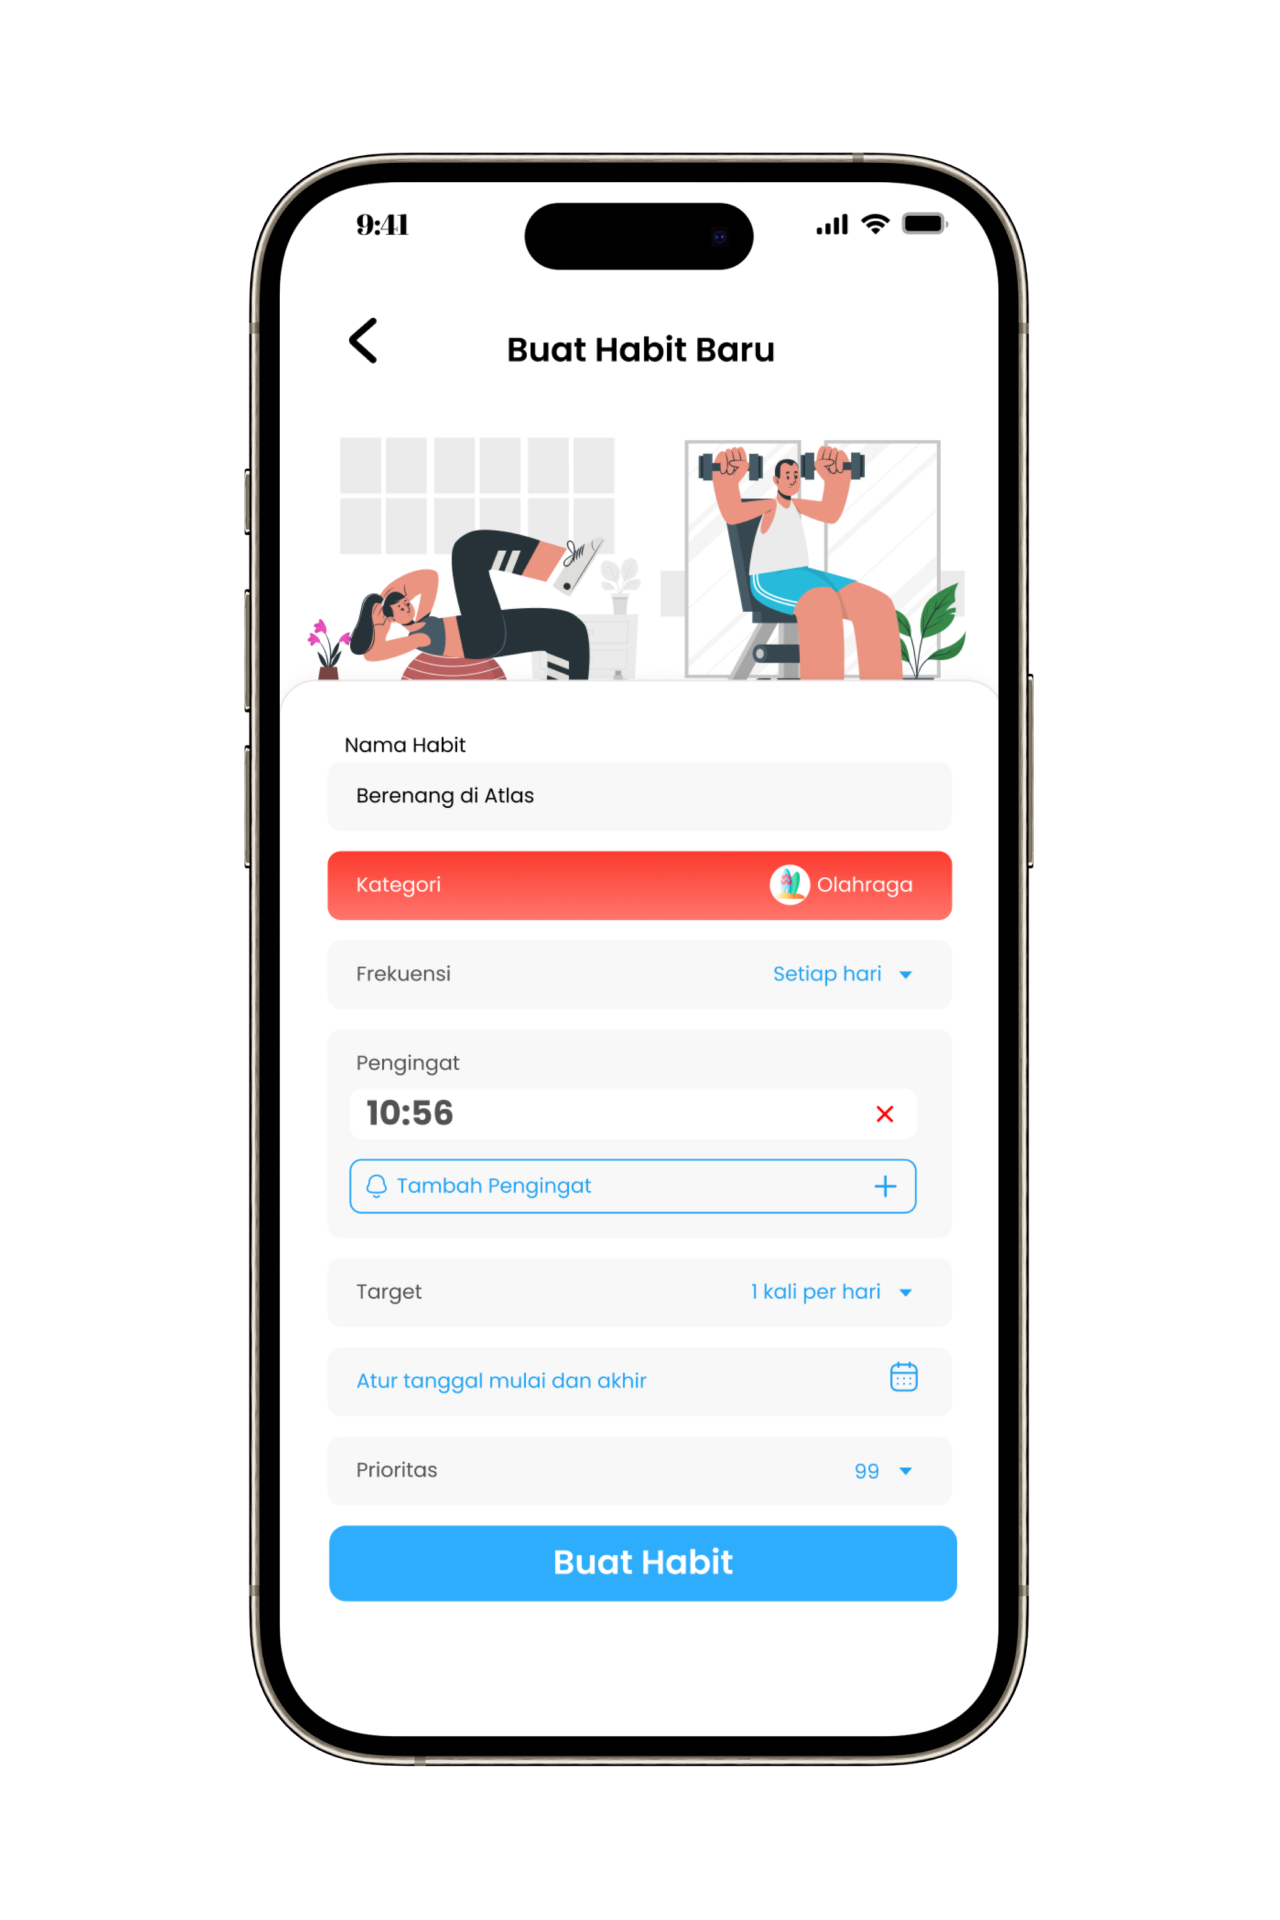 9:41
Buat Habit Baru
Nama Habit
Berenang di Atlas
Kategori Olahraga
Frekuensi Setiap hari
Pengingat
10:56
Tambah Pengingat
Target 1 kali per hari
Atur tanggal mulai dan akhir
Prioritas 99
Buat Habit